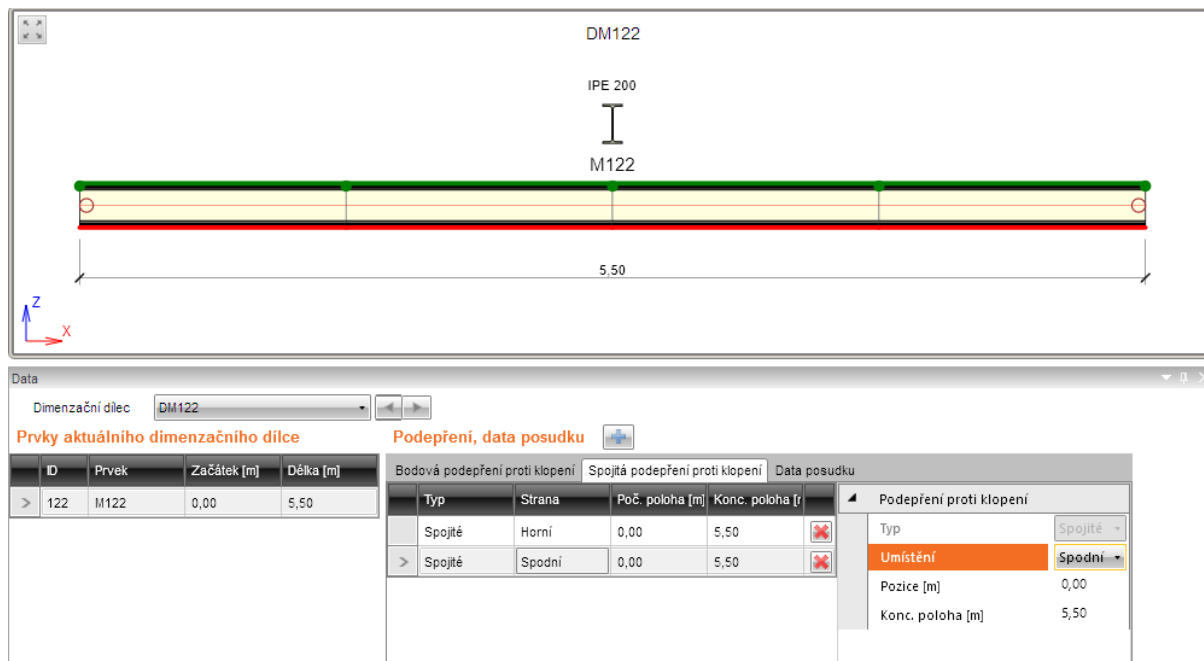 DM122
IPE 200
M122
5,50
Z
X
Data
Dimenzační dílec DM122
Prvky aktuálního dimenzačního dílce
ID Prvek Začátek [m] Délka [m]
122 M122 0,00 5,50
Podepření, data posudku
Bodová podepření proti klopení Spojitá podepření proti klopení Data posudku
Typ Strana Poč. poloha [m] Konc. poloha [r
Spojité Horní 0,00 5,50
Spojité Spodní 0,00 5,50
Podepření proti klopení
Typ Spojité
Umístění Spodní
Pozice [m] 0,00
Konc. poloha [m] 5,50